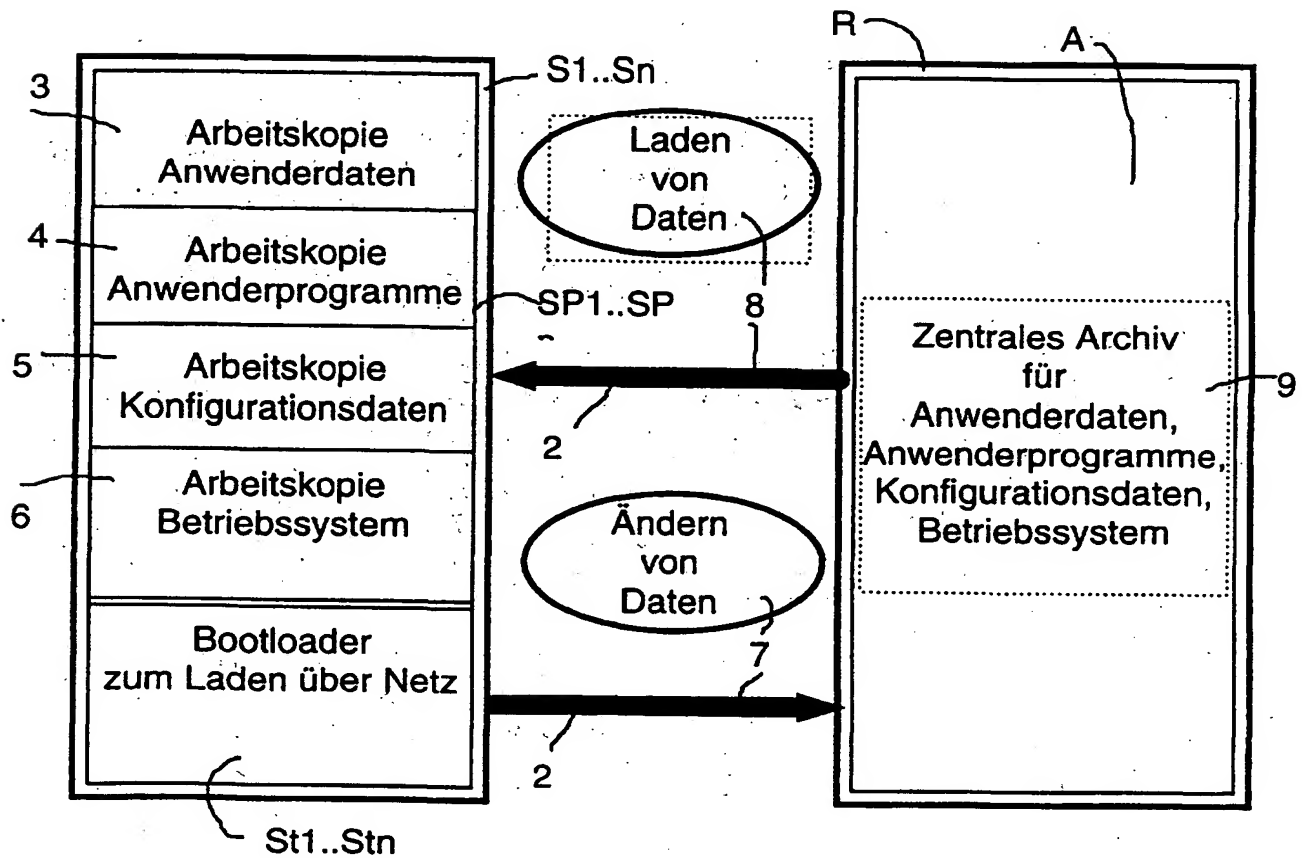 R
A
S1..Sn
3
Arbeitskopie
Anwenderdaten
Laden
von
Daten
4
Arbeitskopie
Anwenderprogramme
SP1..SP
8
5
Arbeitskopie
Konfigurationsdaten
2
Zentrales Archiv
für
Anwenderdaten,
Anwenderprogramme,
Konfigurationsdaten,
Betriebssystem
9
6
Arbeitskopie
Betriebssystem
Ändern
von
Daten
7
Bootloader
zum Laden über Netz
2
St1..Stn